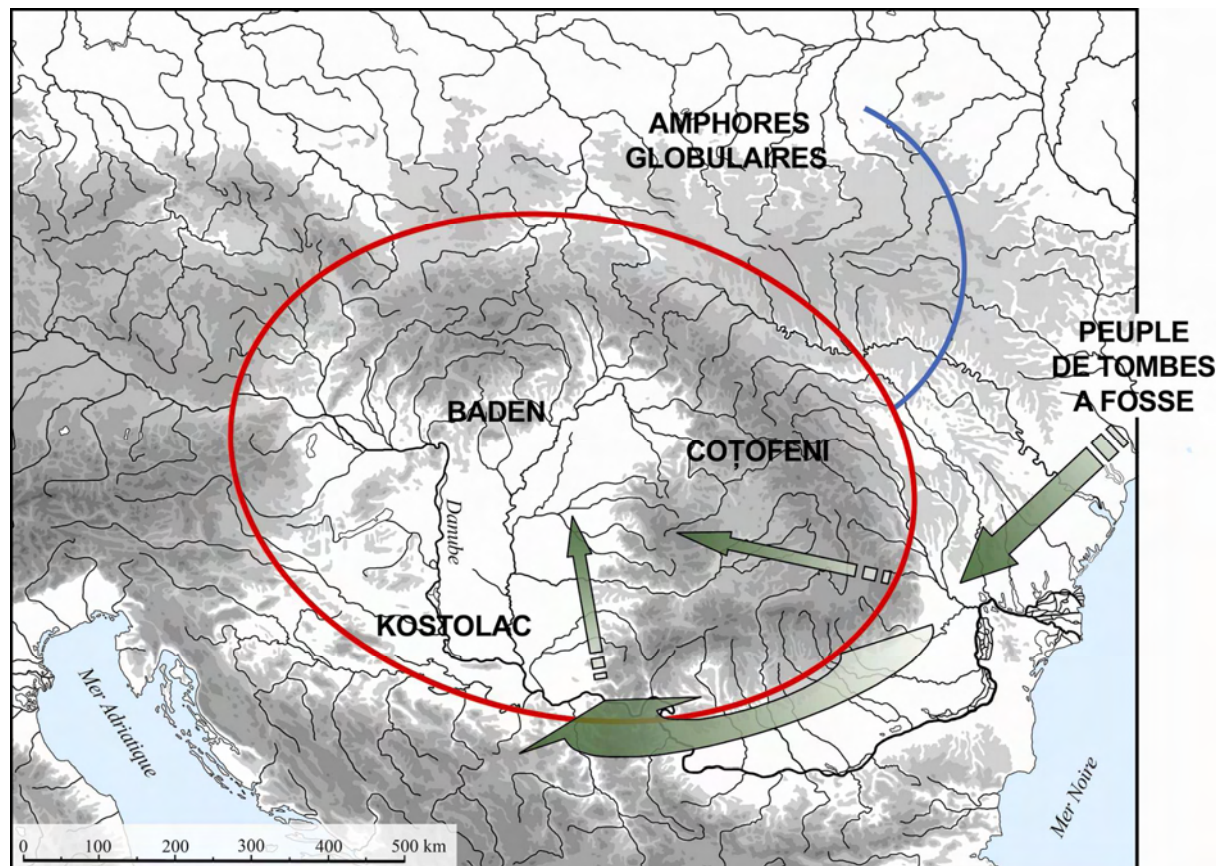 AMPHORES
GLOBULAIRES
PEUPLE
DE TOMBES
A FOSSE
BADEN
COȚOFENI
Danube
KOSTOLAC
Mer Adriatique
Mer Noire
0 100 200 300 400 500 km